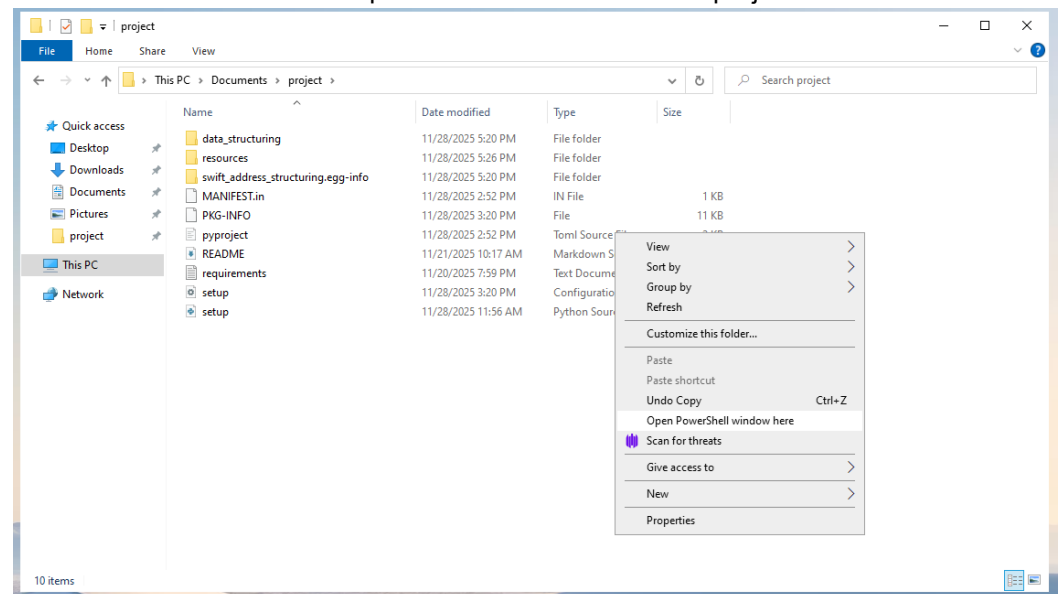 project
File Home Share View
This PC > Documents > project >
Search project
Name Date modified Type Size
Quick access
Desktop
Downloads
Documents
Pictures
project
This PC
Network
data_structuring 11/28/2025 5:20 PM File folder
resources 11/28/2025 5:26 PM File folder
swift_address_structuring.egg-info 11/28/2025 5:20 PM File folder
MANIFEST.in 11/28/2025 2:52 PM IN File 1 KB
PKG-INFO 11/28/2025 3:20 PM File 11 KB
pyproject 11/28/2025 2:52 PM Toml Source
README 11/21/2025 10:17 AM Markdown S
requirements 11/20/2025 7:59 PM Text Docume
setup 11/28/2025 3:20 PM Configuratio
setup 11/28/2025 11:56 AM Python Sour
View
Sort by
Group by
Refresh
Customize this folder...
Paste
Paste shortcut
Undo Copy Ctrl+Z
Open PowerShell window here
Scan for threats
Give access to
New
Properties
10 items